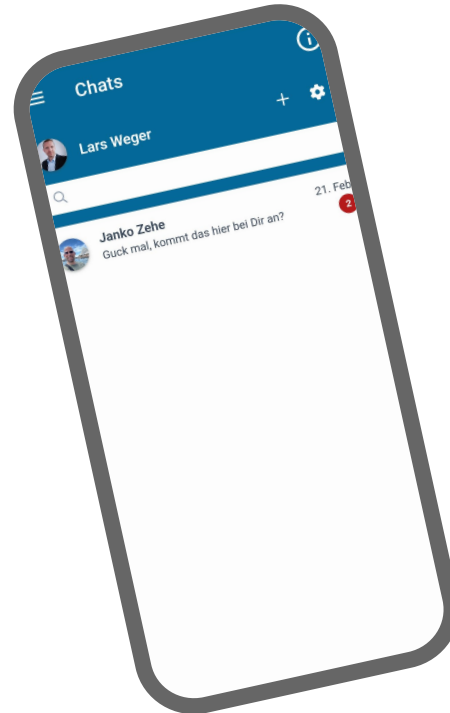 Chats
Lars Weger
Janko Zehe
21. Feb
Guck mal, kommt das hier bei Dir an?
2